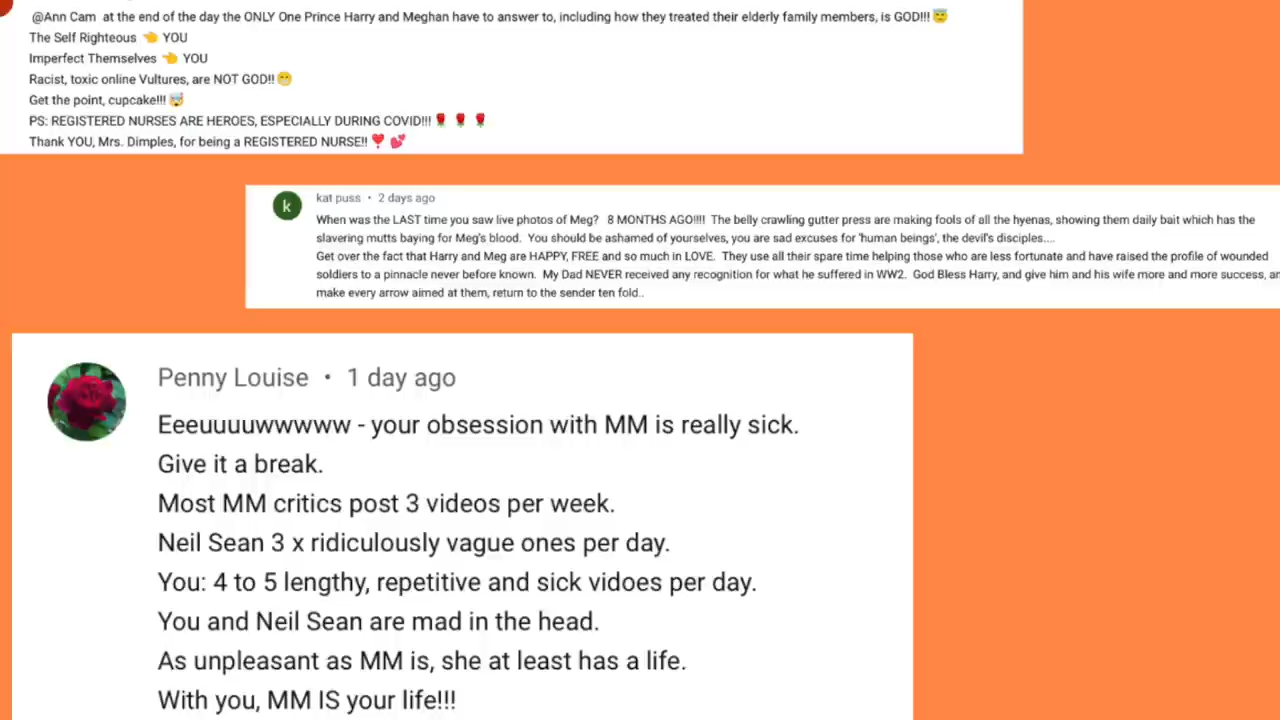 @Ann Cam at the end of the day the ONLY One Prince Harry and Meghan have to answer to, including how they treated their elderly family members, is GOD!!! 😇
The Self Righteous 👈 YOU
Imperfect Themselves 👈 YOU
Racist, toxic online Vultures, are NOT GOD!! 😁
Get the point, cupcake!!! 🤯
PS: REGISTERED NURSES ARE HEROES, ESPECIALLY DURING COVID!!! 🌹 🌹 🌹
Thank YOU, Mrs. Dimples, for being a REGISTERED NURSE!! ❣️ 💕
k
kat puss • 2 days ago
When was the LAST time you saw live photos of Meg? 8 MONTHS AGO!!!! The belly crawling gutter press are making fools of all the hyenas, showing them daily bait which has the
slavering mutts baying for Meg's blood. You should be ashamed of yourselves, you are sad excuses for 'human beings', the devil's disciples....
Get over the fact that Harry and Meg are HAPPY, FREE and so much in LOVE. They use all their spare time helping those who are less fortunate and have raised the profile of wounded
soldiers to a pinnacle never before known. My Dad NEVER received any recognition for what he suffered in WW2. God Bless Harry, and give him and his wife more and more success,
make every arrow aimed at them, return to the sender ten fold..
Penny Louise • 1 day ago
Eeeuuuuwwwww - your obsession with MM is really sick.
Give it a break.
Most MM critics post 3 videos per week.
Neil Sean 3 x ridiculously vague ones per day.
You: 4 to 5 lengthy, repetitive and sick vidoes per day.
You and Neil Sean are mad in the head.
As unpleasant as MM is, she at least has a life.
With you, MM IS your life!!!